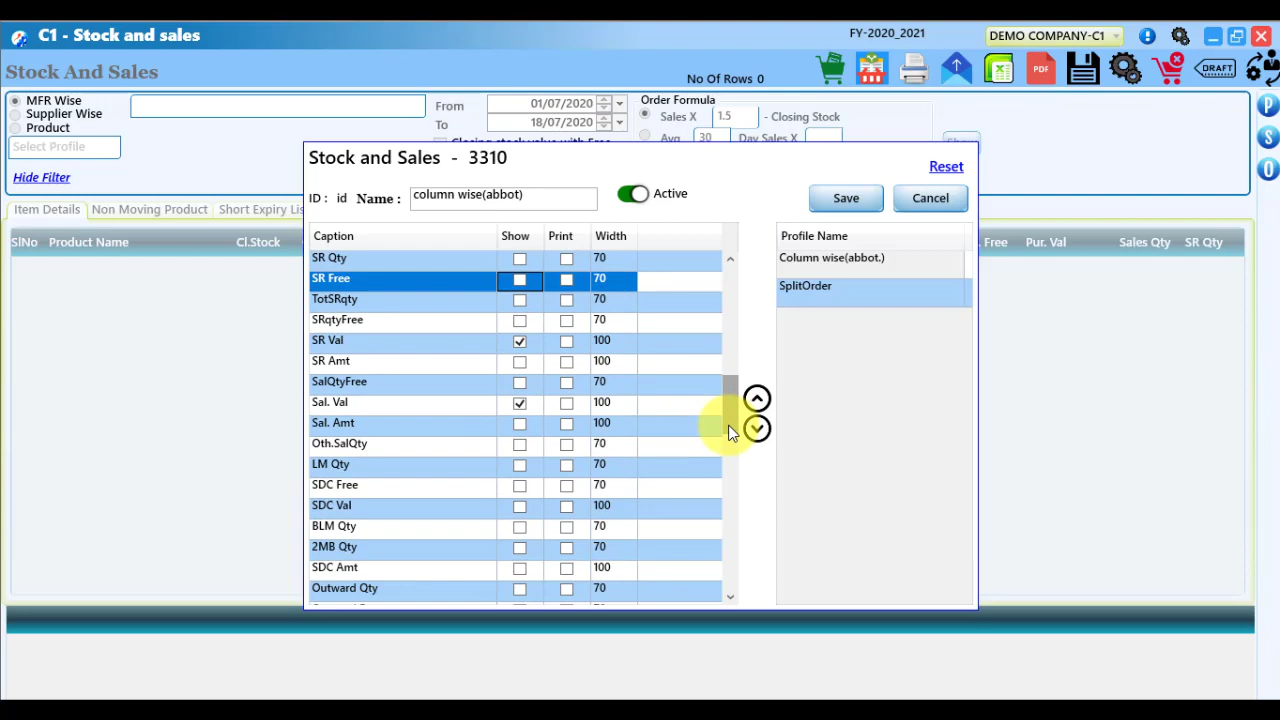 C1 - Stock and sales
FY-2020_2021
DEMO COMPANY-C1
Stock And Sales
No Of Rows 0
PDF
DRAFT
MFR Wise
Supplier Wise
Product
Select Profile
Hide Filter
From 01/07/2020
To 18/07/2020
Closing stock value with Free
Order Formula
Sales X 1.5 - Closing Stock
Avg 30 Day Sales X
Show
P
S
O
Item Details Non Moving Product Short Expiry Lis
SlNo Product Name Cl.Stock
Free Pur. Val Sales Qty SR Qty
Stock and Sales - 3310
Reset
ID : id Name : column wise(abbot) Active
Save Cancel
Caption Show Print Width
SR Qty 70
SR Free 70
TotSRqty 70
SRqtyFree 70
SR Val 100
SR Amt 100
SalQtyFree 70
Sal. Val 100
Sal. Amt 100
Oth.SalQty 70
LM Qty 70
SDC Free 70
SDC Val 100
BLM Qty 70
2MB Qty 70
SDC Amt 100
Outward Qty 70
Profile Name
Column wise(abbot.)
SplitOrder